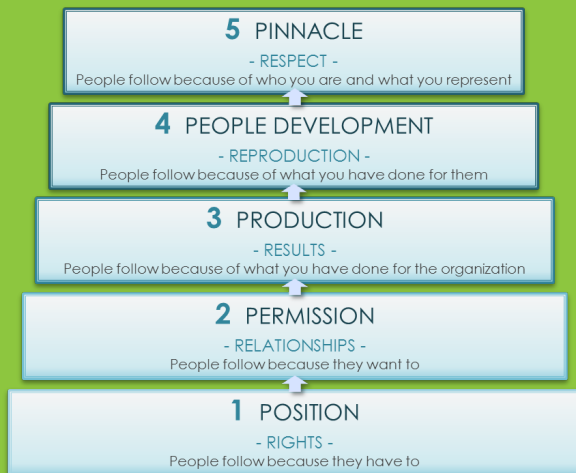 5 PINNACLE
- RESPECT -
People follow because of who you are and what you represent
4 PEOPLE DEVELOPMENT
- REPRODUCTION -
People follow because of what you have done for them
3 PRODUCTION
- RESULTS -
People follow because of what you have done for the organization
2 PERMISSION
- RELATIONSHIPS -
People follow because they want to
1 POSITION
- RIGHTS -
People follow because they have to